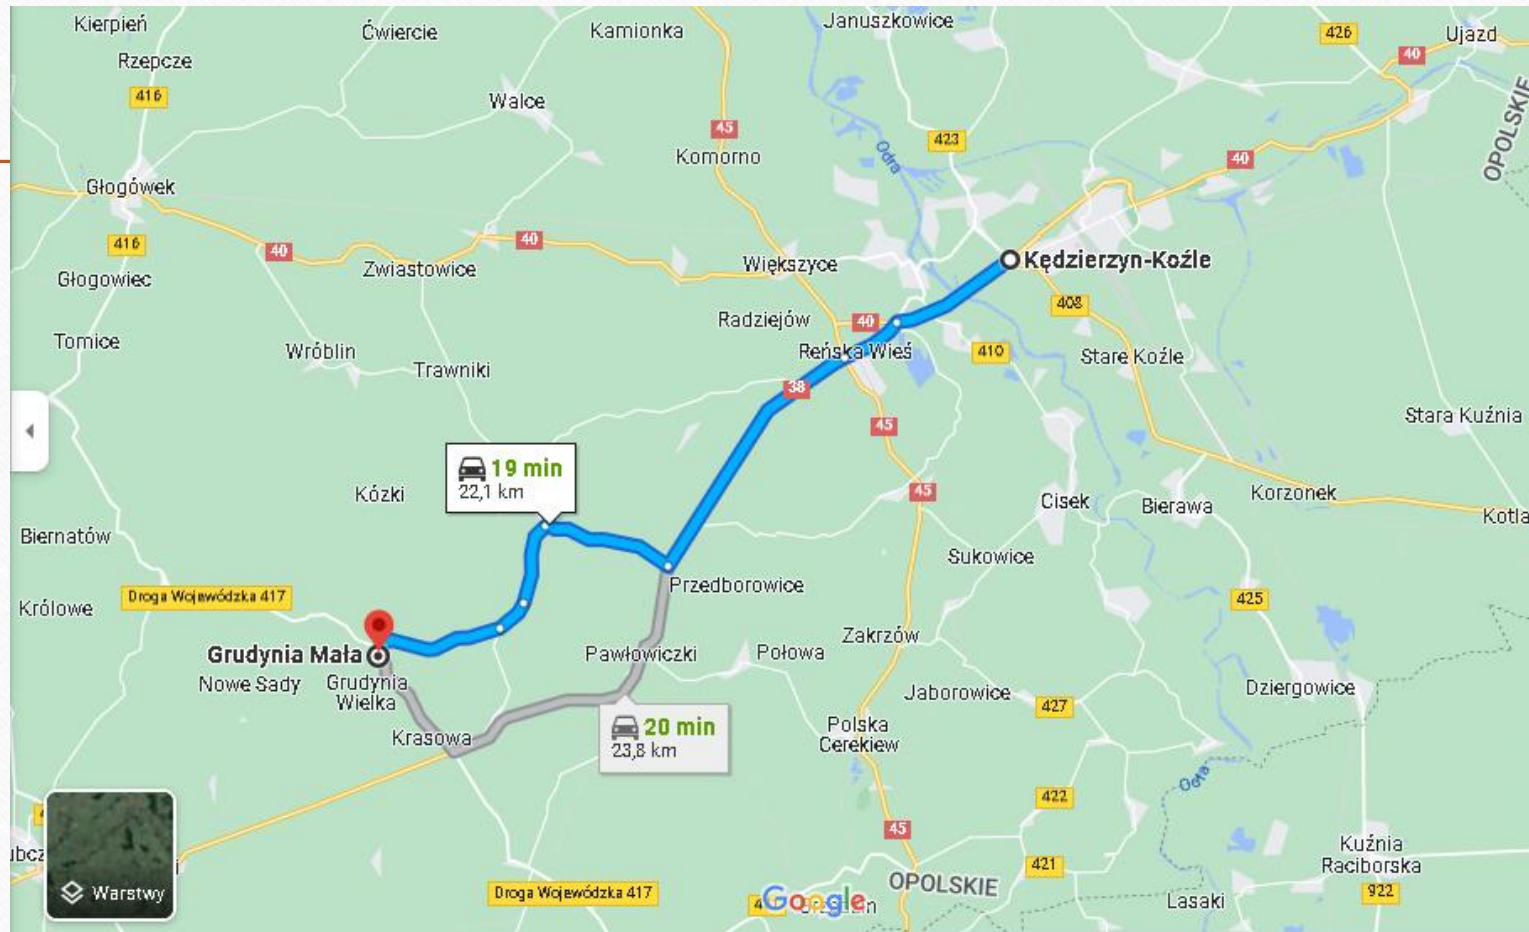 Kierpień
Ćwiercie
Kamionka
Januszkowice
426
Ujazd
Rzepcze
40
416
Walce
OPOLSKIE
45
423
Komorno
Odra
40
Głogówek
416
40
40
Zwiastowice
Większyce
Kędzierzyn-Koźle
Głogowiec
408
Radziejów
40
Tomice
Wróblin
Reńska Wieś
410
Stare Koźle
Trawniki
38
45
Stara Kuźnia
19 min
22,1 km
Kózki
45
Cisek
Bierawa
Korzonek
Kotla
Biernatów
Sukowice
Przedborowice
Droga Wojewódzka 417
Królowe
425
Zakrzów
Grudynia Mała
Pawłowiczki
Połowa
Nowe Sady
Grudynia
Wielka
Jaborowice
Dziergowice
427
20 min
23,8 km
Krasowa
Polska
Cerekiew
422
45
Kuźnia
Raciborska
421
Warstwy
Droga Wojewódzka 417
Google
OPOLSKIE
922
Lasaki